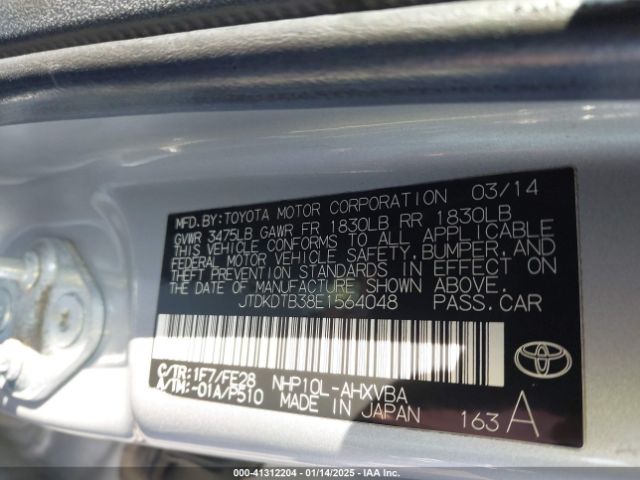 MFD.BY:TOYOTA MOTOR CORPORATION 03/14
GVWR 3475LB GAWR FR 1830LB RR 1830LB
THIS VEHICLE CONFORMS TO ALL APPLICABLE
FEDERAL MOTOR VEHICLE SAFETY,BUMPER,AND
THEFT PREVENTION STANDARDS IN EFFECT
ON THE DATE OF MANUFACTURE SHOWN ABOVE.
JTDKDTB38E1564048 PASS.CAR
C/TR:1F7/FE28 NHP10L-AHXVBA
A/TM:-01A/P510 MADE IN JAPAN
163 A
00-41312204 - 01/14/2025 - IAA Inc.